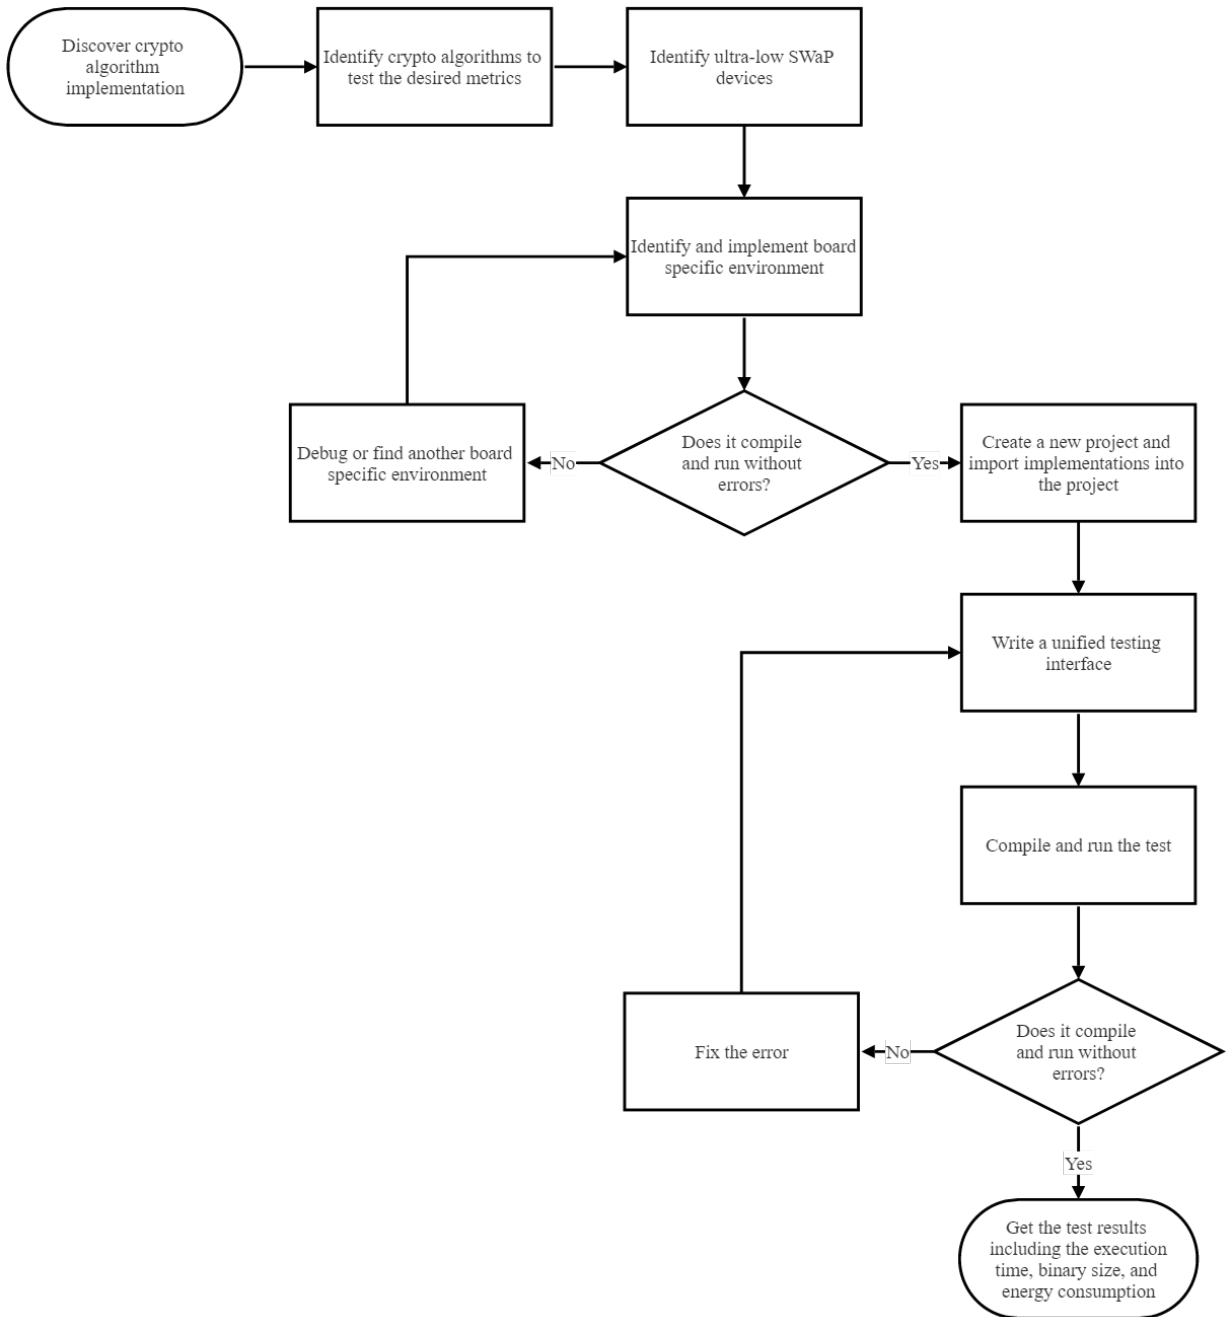 Discover crypto
algorithm
implementation
Identify crypto algorithms to
test the desired metrics
Identify ultra-low SWaP
devices
Identify and implement board
specific environment
Debug or find another board
specific environment
No
Does it compile
and run without
errors?
Yes
Create a new project and
import implementations into
the project
Write a unified testing
interface
Compile and run the test
Fix the error
No
Does it compile
and run without
errors?
Yes
Get the test results
including the execution
time, binary size, and
energy consumption